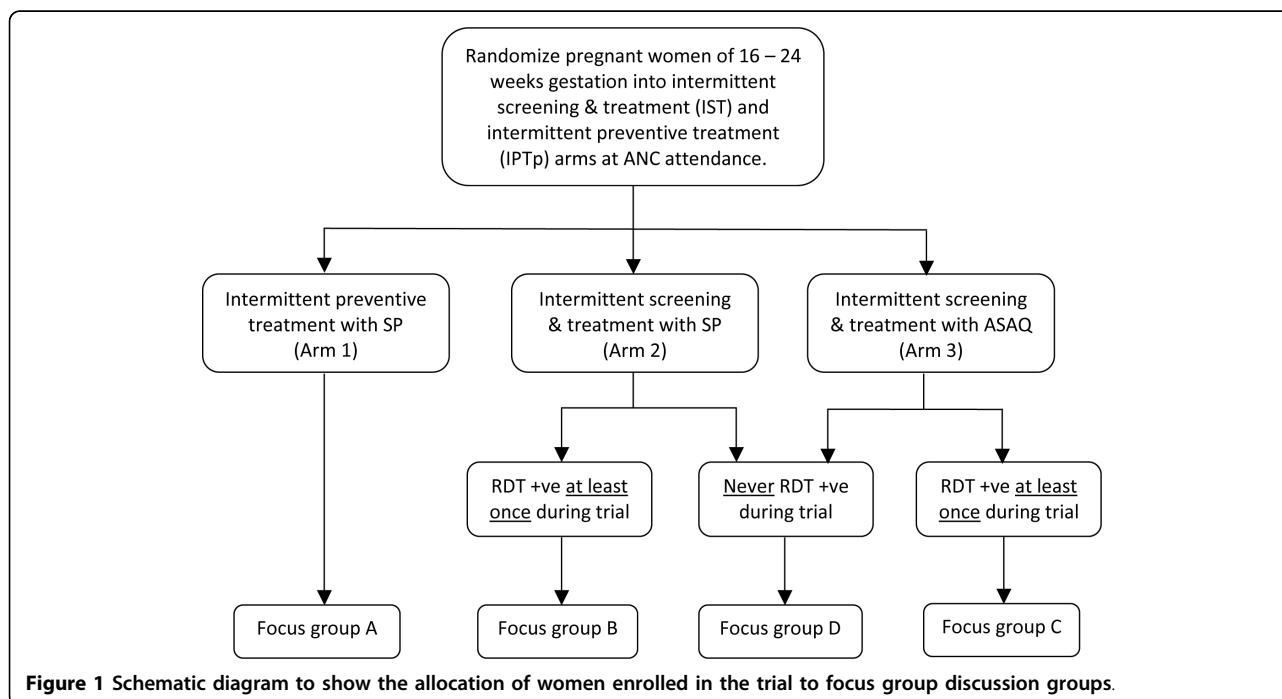 Randomize pregnant women of 16 – 24
weeks gestation into intermittent
screening & treatment (IST) and
intermittent preventive treatment
(IPTp) arms at ANC attendance.
Intermittent preventive
treatment with SP
(Arm 1)
Intermittent screening
& treatment with SP
(Arm 2)
Intermittent screening
& treatment with ASAQ
(Arm 3)
RDT +ve at least
once during trial
Never RDT +ve
during trial
RDT +ve at least
once during trial
Focus group A
Focus group B
Focus group D
Focus group C
Figure 1 Schematic diagram to show the allocation of women enrolled in the trial to focus group discussion groups.